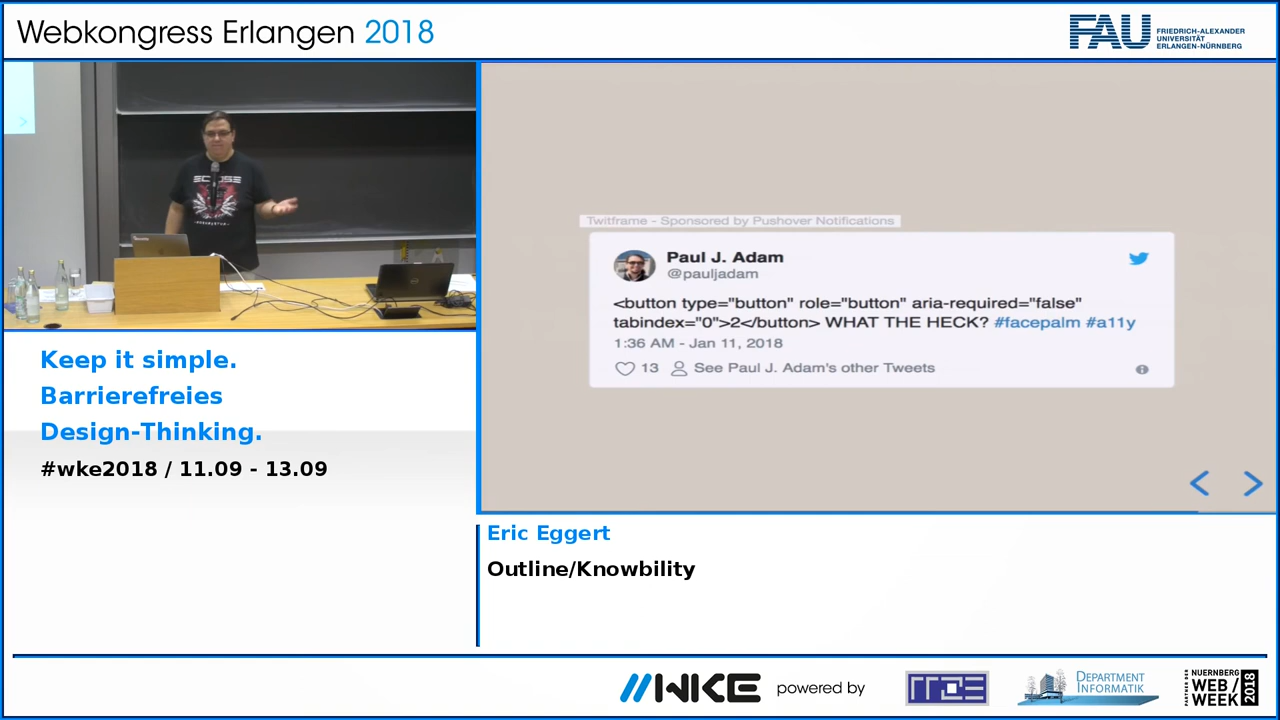 Webkongress Erlangen 2018
FAU
FRIEDRICH-ALEXANDER
UNIVERSITÄT
ERLANGEN-NÜRNBERG
Twitframe - Sponsored by Pushover Notifications
Paul J. Adam
@pauljadam
<button type="button" role="button" aria-required="false"
tabindex="0">2</button> WHAT THE HECK? #facepalm #a11y
1:36 AM - Jan 11, 2018
13 See Paul J. Adam's other Tweets
Keep it simple.
Barrierefreies
Design-Thinking.
#wke2018 / 11.09 - 13.09
Eric Eggert
Outline/Knowbility
//WKE powered by
RRZE
DEPARTMENT
INFORMATIK
PARTNER DER
NUERNBERG
WEB/
WEEK
2018